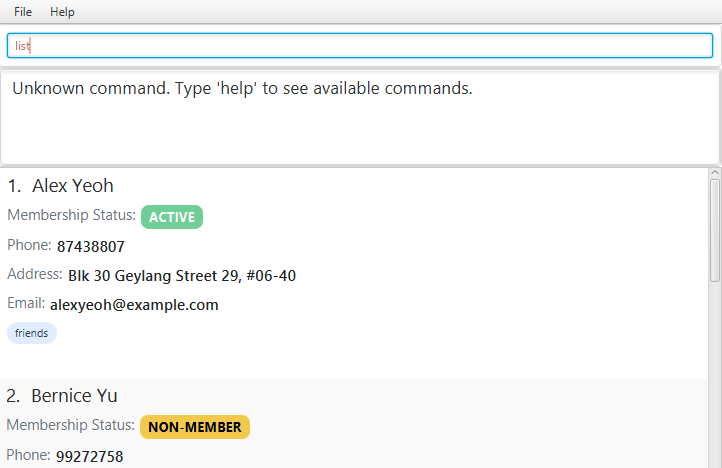 File Help
list
Unknown command. Type 'help' to see available commands.
1. Alex Yeoh
Membership Status: ACTIVE
Phone: 87438807
Address: Blk 30 Geylang Street 29, #06-40
Email: alexyeoh@example.com
friends
2. Bernice Yu
Membership Status: NON-MEMBER
Phone: 99272758